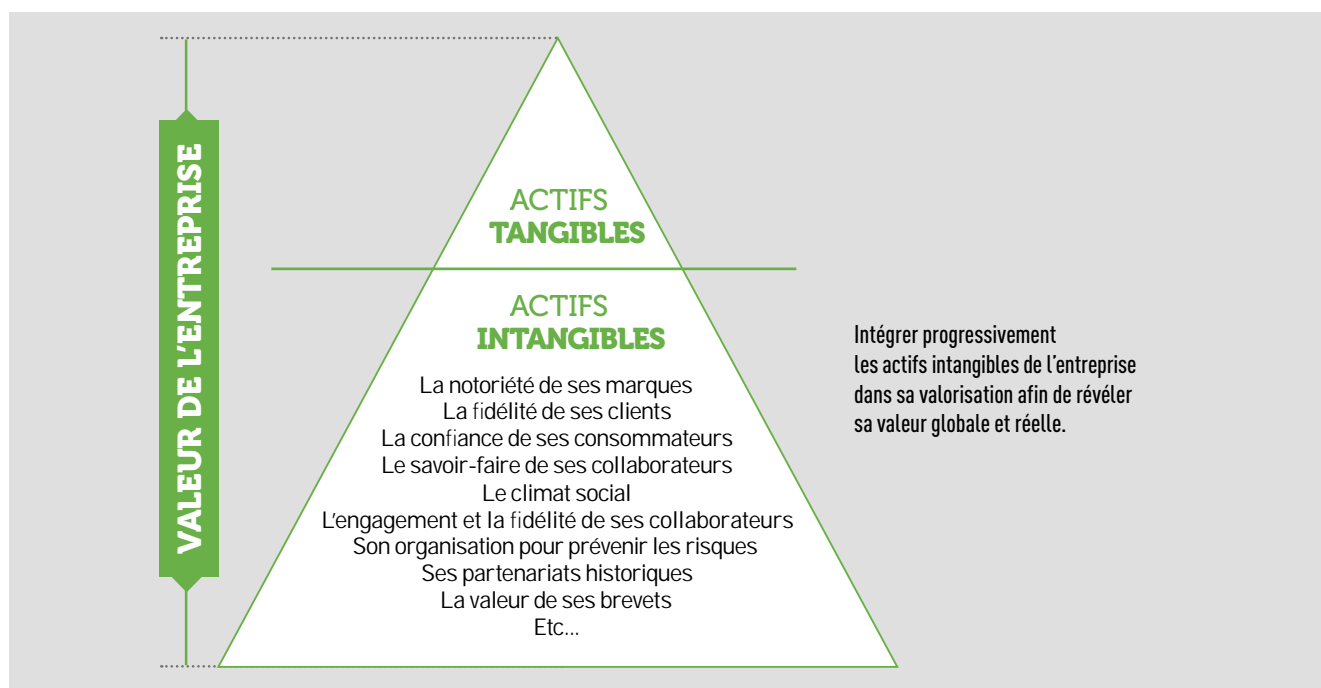 VALEUR DE L'ENTREPRISE
ACTIFS
TANGIBLES
ACTIFS
INTANGIBLES
La notoriété de ses marques
La fidélité de ses clients
La confiance de ses consommateurs
Le savoir-faire de ses collaborateurs
Le climat social
L'engagement et la fidélité de ses collaborateurs
Son organisation pour prévenir les risques
Ses partenariats historiques
La valeur de ses brevets
Etc...
Intégrer progressivement
les actifs intangibles de l'entreprise
dans sa valorisation afin de révéler
sa valeur globale et réelle.